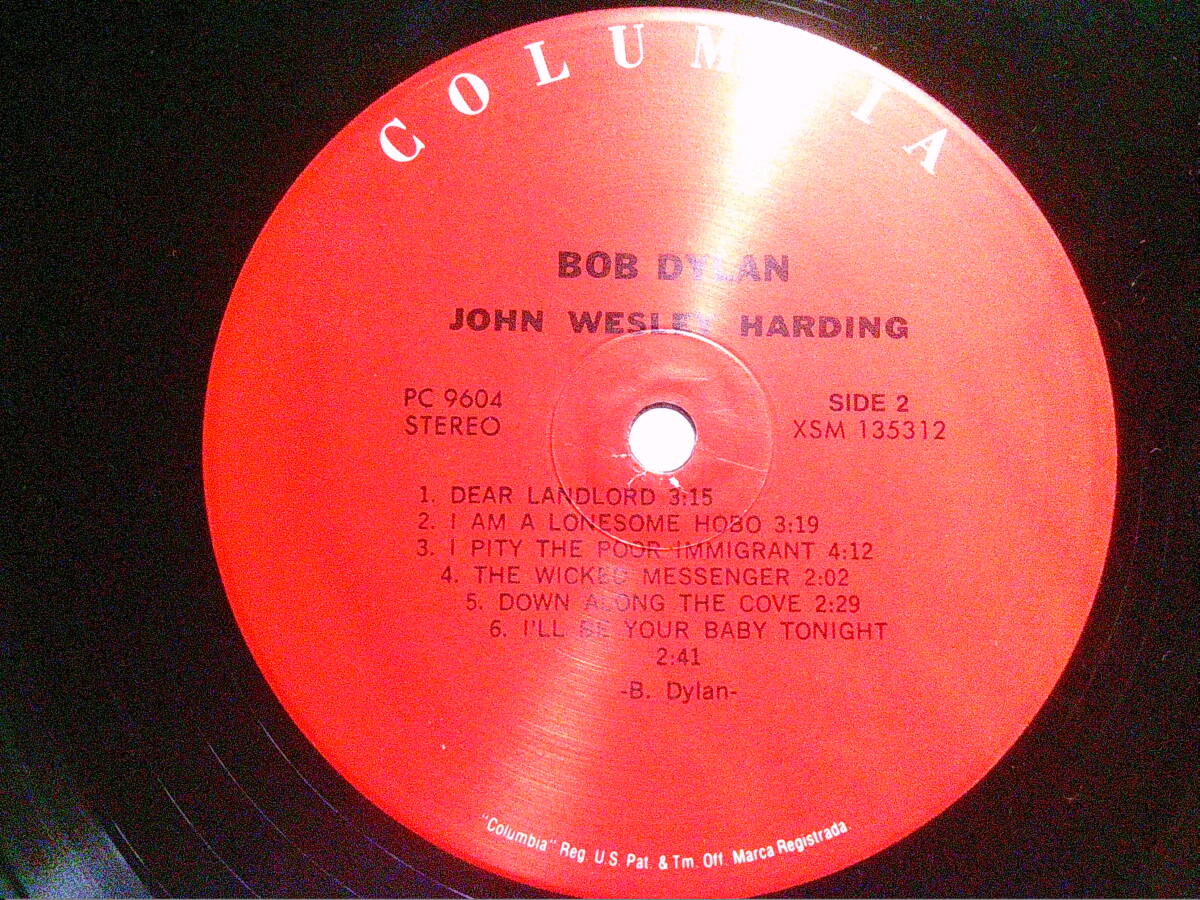 COLUMBIA
BOB DYLAN
JOHN WESLEY HARDING
PC 9604
STEREO
SIDE 2
XSM 135312
1. DEAR LANDLORD 3:15
2. I AM A LONESOME HOBO 3:19
3. I PITY THE POOR IMMIGRANT 4:12
4. THE WICKED MESSENGER 2:02
5. DOWN ALONG THE COVE 2:29
6. I'LL BE YOUR BABY TONIGHT
2:41
-B. Dylan-
"Columbia" Reg. U.S. Pat. & Tm. Off. Marca Registrada.